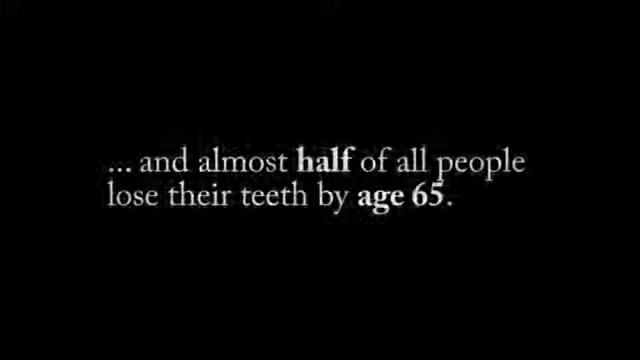 ... and almost half of all people
lose their teeth by age 65.